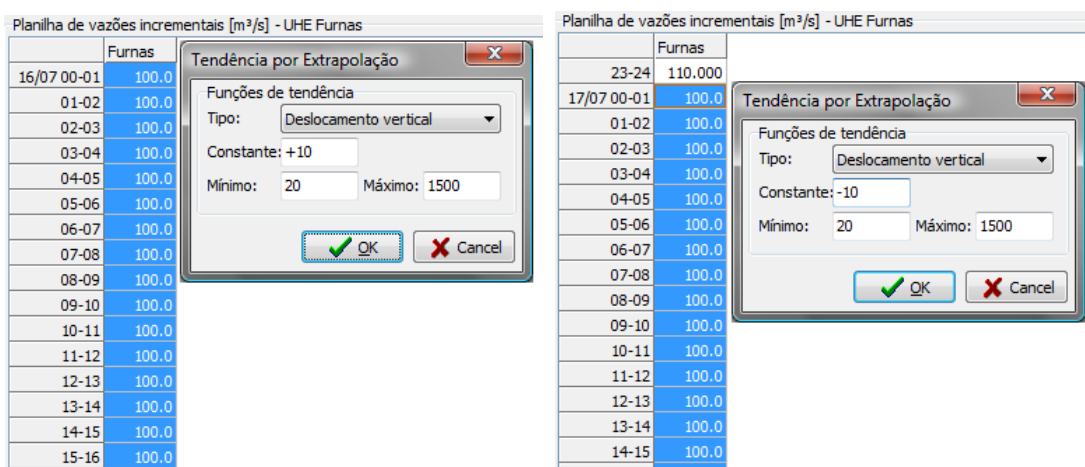 Planilha de vazões incrementais [m³/s] - UHE Furnas
Furnas
16/07 00-01 100.0
01-02 100.0
02-03 100.0
03-04 100.0
04-05 100.0
05-06 100.0
06-07 100.0
07-08 100.0
08-09 100.0
09-10 100.0
10-11 100.0
11-12 100.0
12-13 100.0
13-14 100.0
14-15 100.0
15-16 100.0
Tendência por Extrapolação
Funções de tendência
Tipo: Deslocamento vertical
Constante: +10
Mínimo: 20 Máximo: 1500
OK Cancel
Planilha de vazões incrementais [m³/s] - UHE Furnas
Furnas
23-24 110.000
17/07 00-01 100.0
01-02 100.0
02-03 100.0
03-04 100.0
04-05 100.0
05-06 100.0
06-07 100.0
07-08 100.0
08-09 100.0
09-10 100.0
10-11 100.0
11-12 100.0
12-13 100.0
13-14 100.0
14-15 100.0
Tendência por Extrapolação
Funções de tendência
Tipo: Deslocamento vertical
Constante: -10
Mínimo: 20 Máximo: 1500
OK Cancel